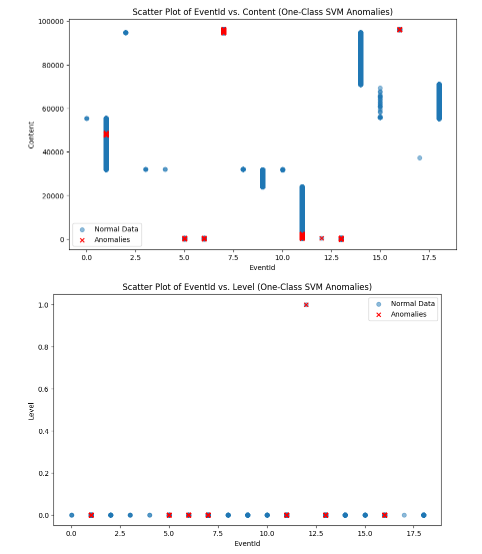 Scatter Plot of EventId vs. Content (One-Class SVM Anomalies)
100000
80000
60000
40000
20000
0
Content
Normal Data
Anomalies
0.0 2.5 5.0 7.5 10.0 12.5 15.0 17.5
EventId
Scatter Plot of EventId vs. Level (One-Class SVM Anomalies)
1.0
0.8
0.6
0.4
0.2
0.0
Level
Normal Data
Anomalies
0.0 2.5 5.0 7.5 10.0 12.5 15.0 17.5
EventId